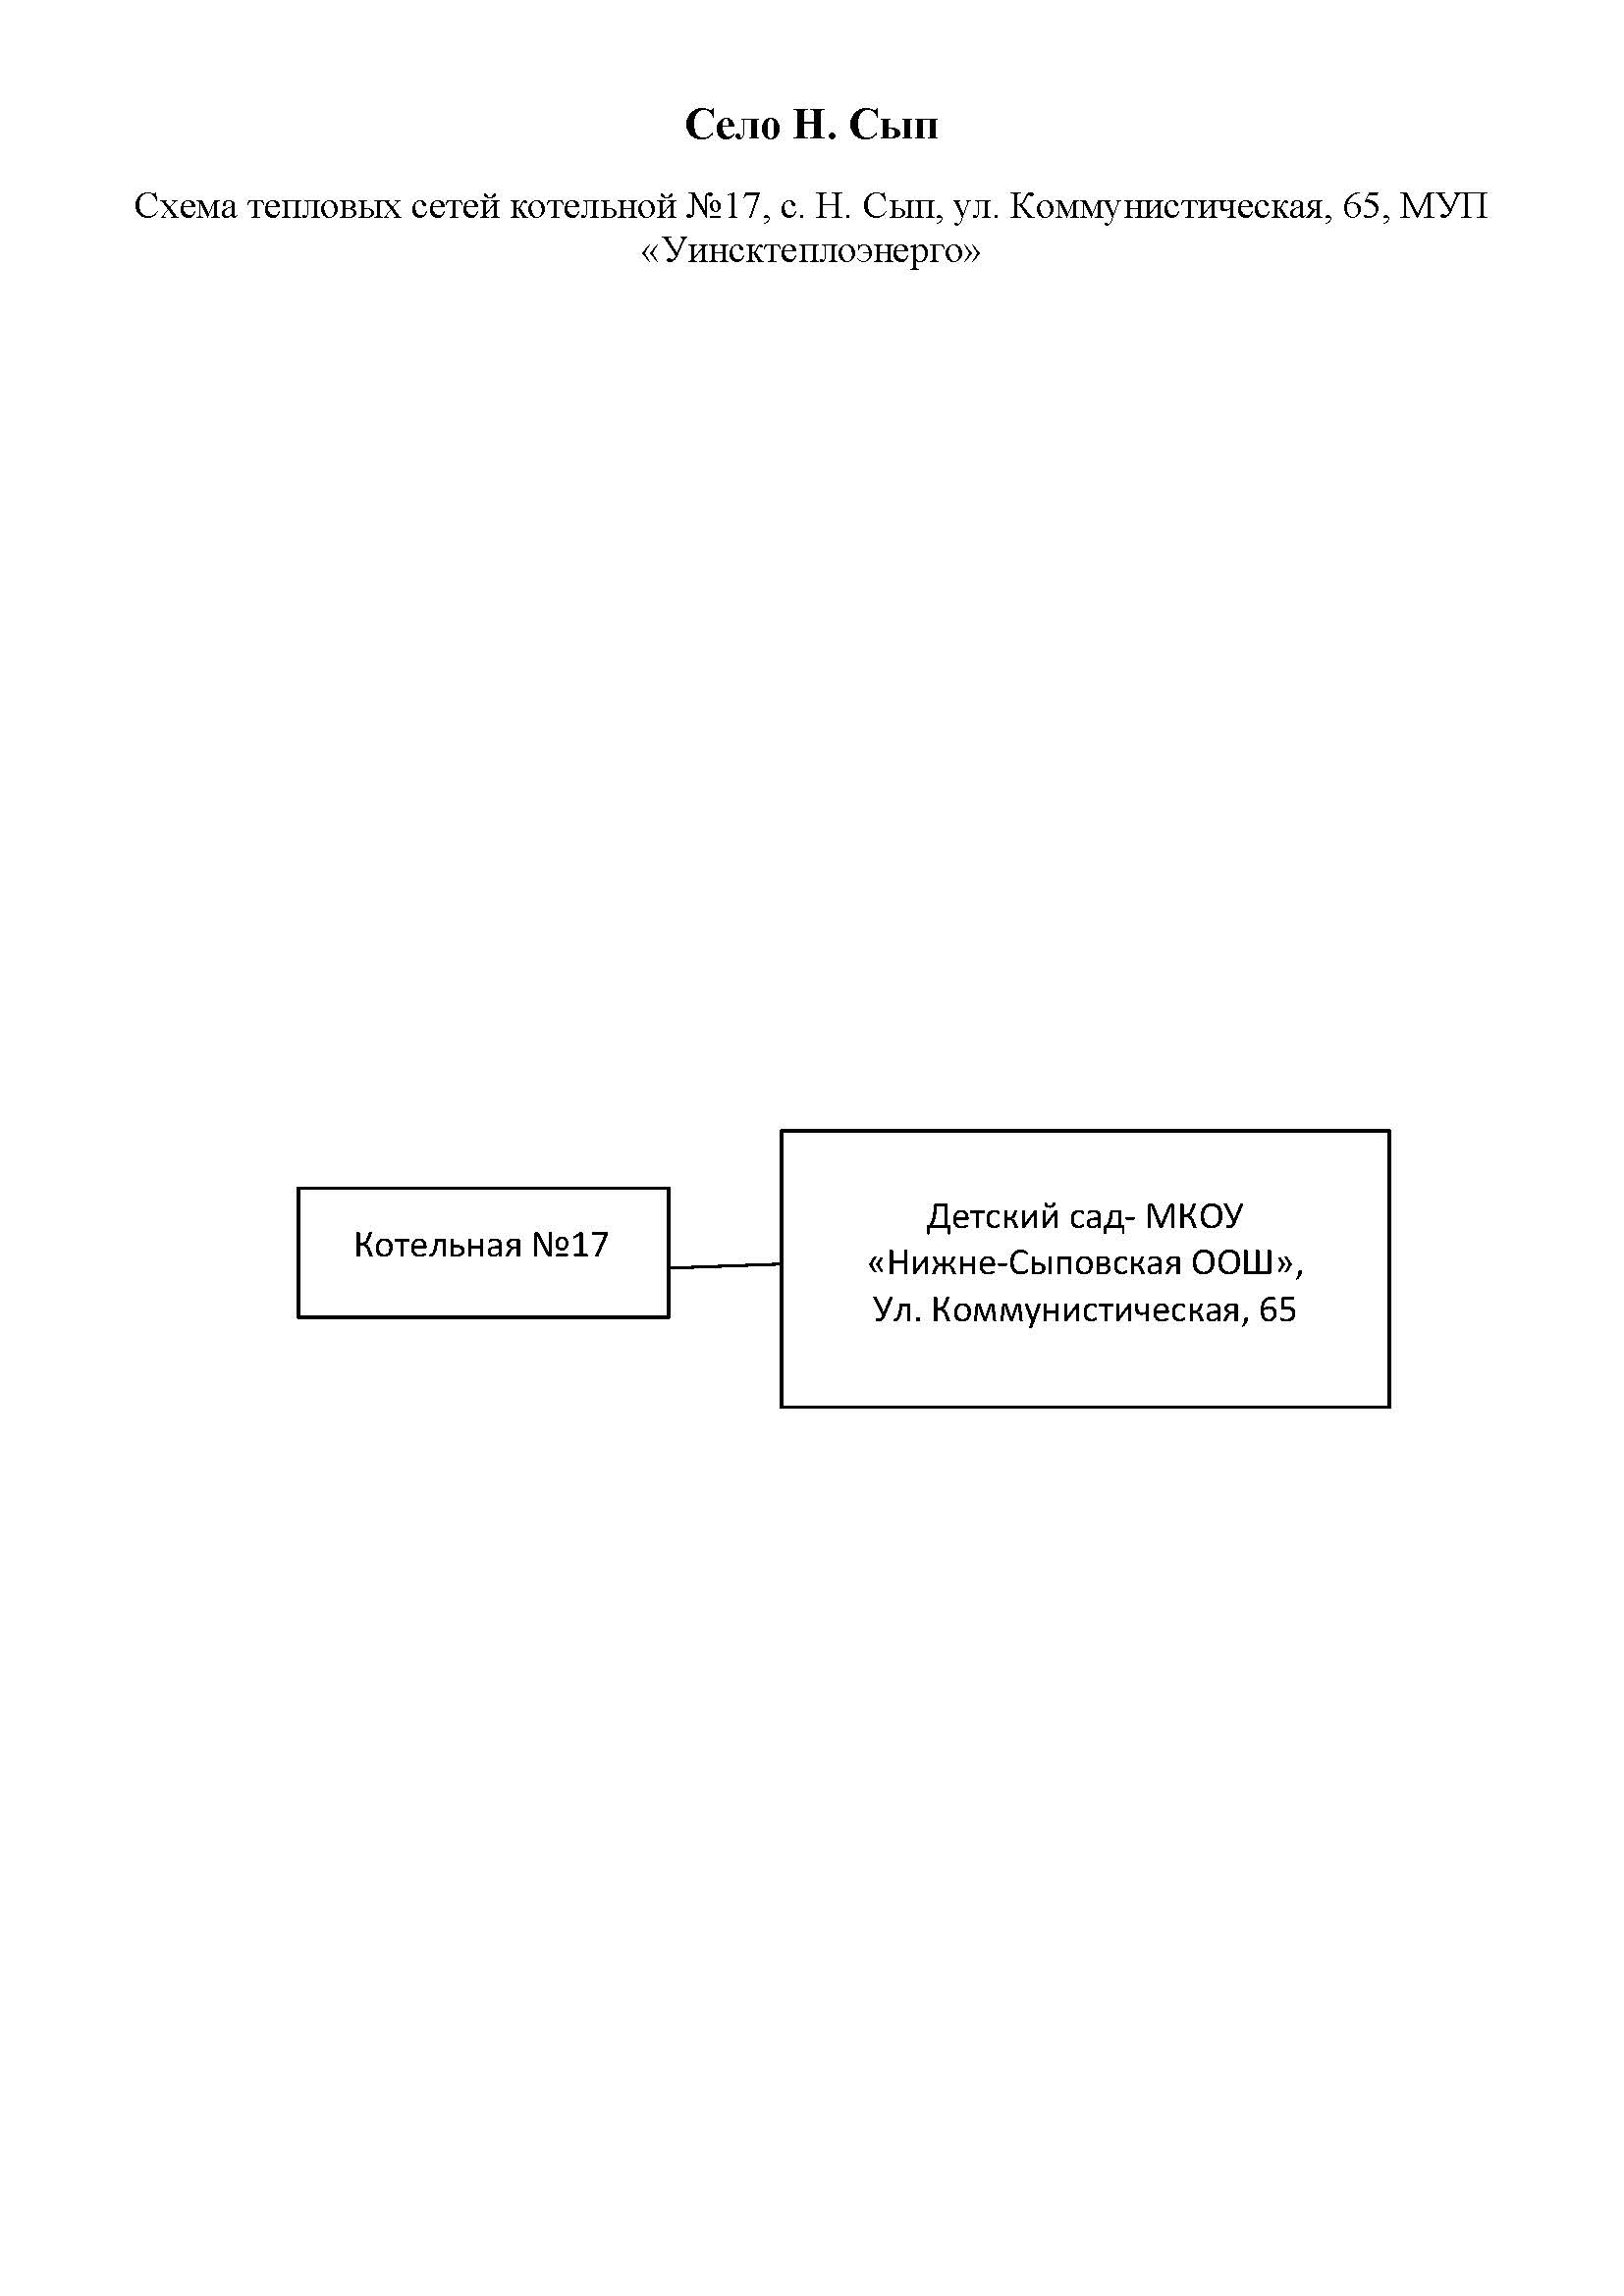 Село Н. Сып
Схема тепловых сетей котельной №17, с. Н. Сып, ул. Коммунистическая, 65, МУП
«Уинсктеплоэнерго»
Котельная №17
Детский сад- МКОУ
«Нижне-Сыповская ООШ»,
Ул. Коммунистическая, 65